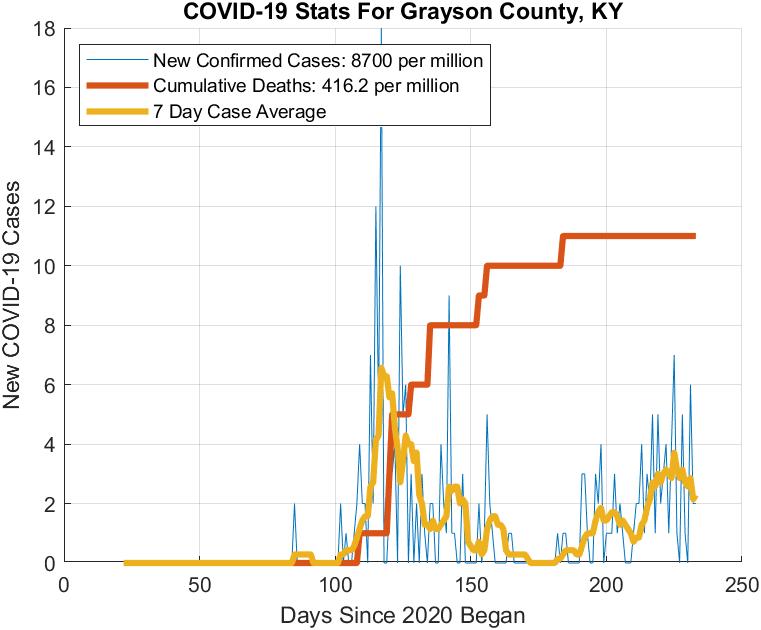 COVID-19 Stats For Grayson County, KY
New Confirmed Cases: 8700 per million
Cumulative Deaths: 416.2 per million
7 Day Case Average
New COVID-19 Cases
18
16
14
12
10
8
6
4
2
0
0 50 100 150 200 250
Days Since 2020 Began